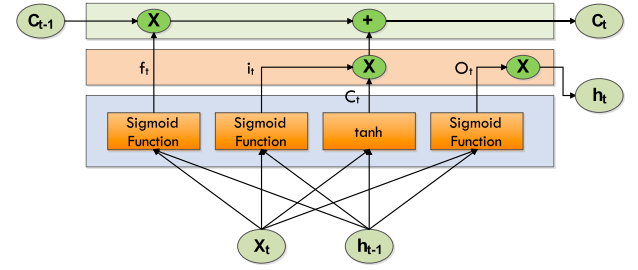 Ct-1
X
+
Ct
ft
it
X
Ot
X
Ct
ht
Sigmoid
Function
Sigmoid
Function
tanh
Sigmoid
Function
Xt
ht-1